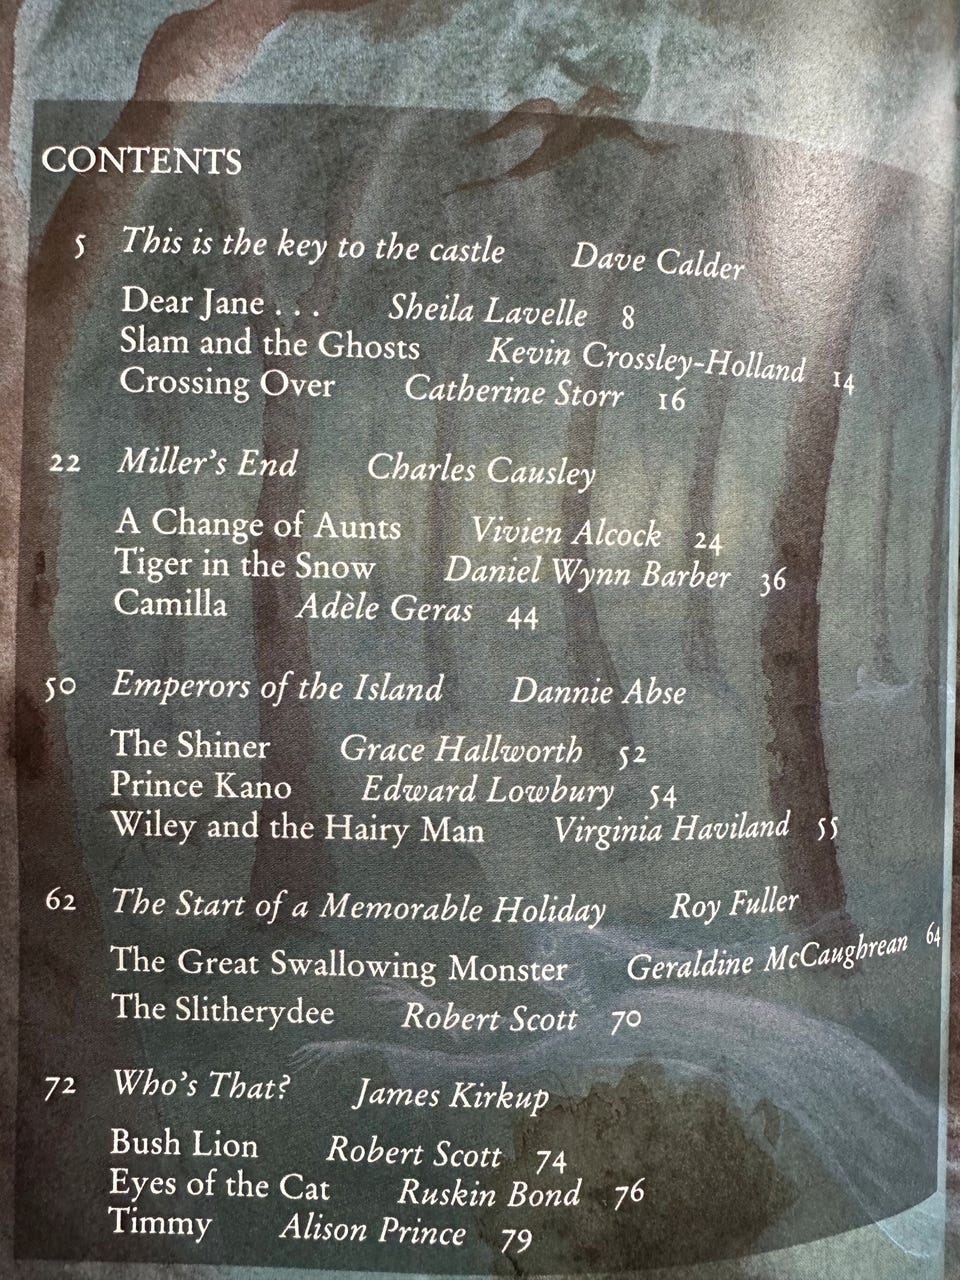 CONTENTS
5 This is the key to the castle Dave Calder
Dear Jane . . . Sheila Lavelle 8
Slam and the Ghosts Kevin Crossley-Holland 14
Crossing Over Catherine Storr 16
22 Miller's End Charles Causley
A Change of Aunts Vivien Alcock 24
Tiger in the Snow Daniel Wynn Barber 36
Camilla Adèle Geras 44
50 Emperors of the Island Dannie Abse
The Shiner Grace Hallworth 52
Prince Kano Edward Lowbury 54
Wiley and the Hairy Man Virginia Haviland 55
62 The Start of a Memorable Holiday Roy Fuller
The Great Swallowing Monster Geraldine McCaughrean 64
The Slitherydee Robert Scott 70
72 Who's That? James Kirkup
Bush Lion Robert Scott 74
Eyes of the Cat Ruskin Bond 76
Timmy Alison Prince 79